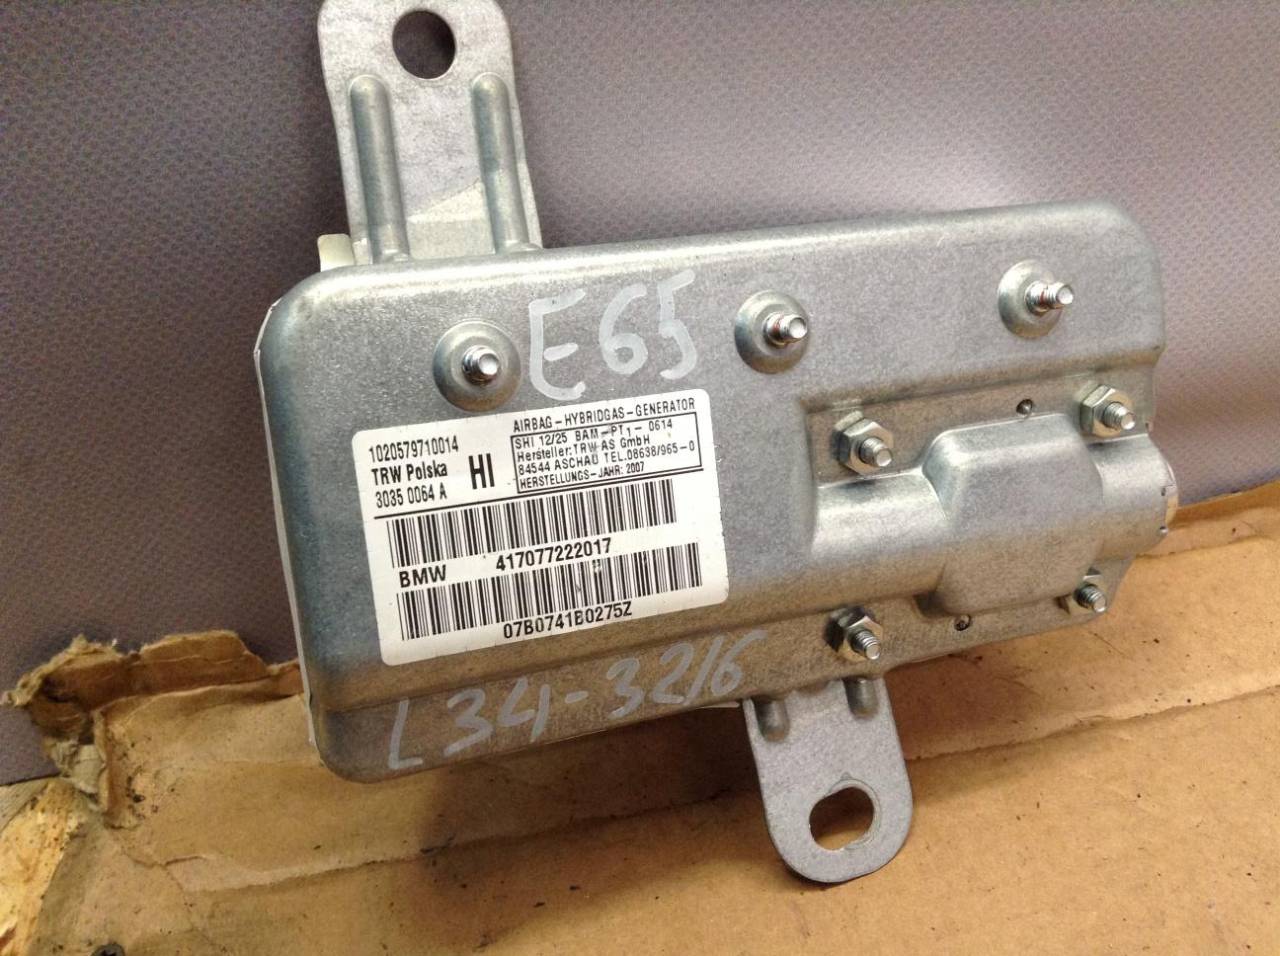 E65
1020579710014
TRW Polska
3035 0064 A
HI
AIRBAG-HYBRIDGAS-GENERATOR
SHI 12/25 BAM-PT1-0614
Hersteller:TRW AS GmbH
84544 ASCHAU TEL.08638/965-0
HERSTELLUNGS-JAHR: 2007
BMW 417077222017
07B0741B0275Z
L34-32/6